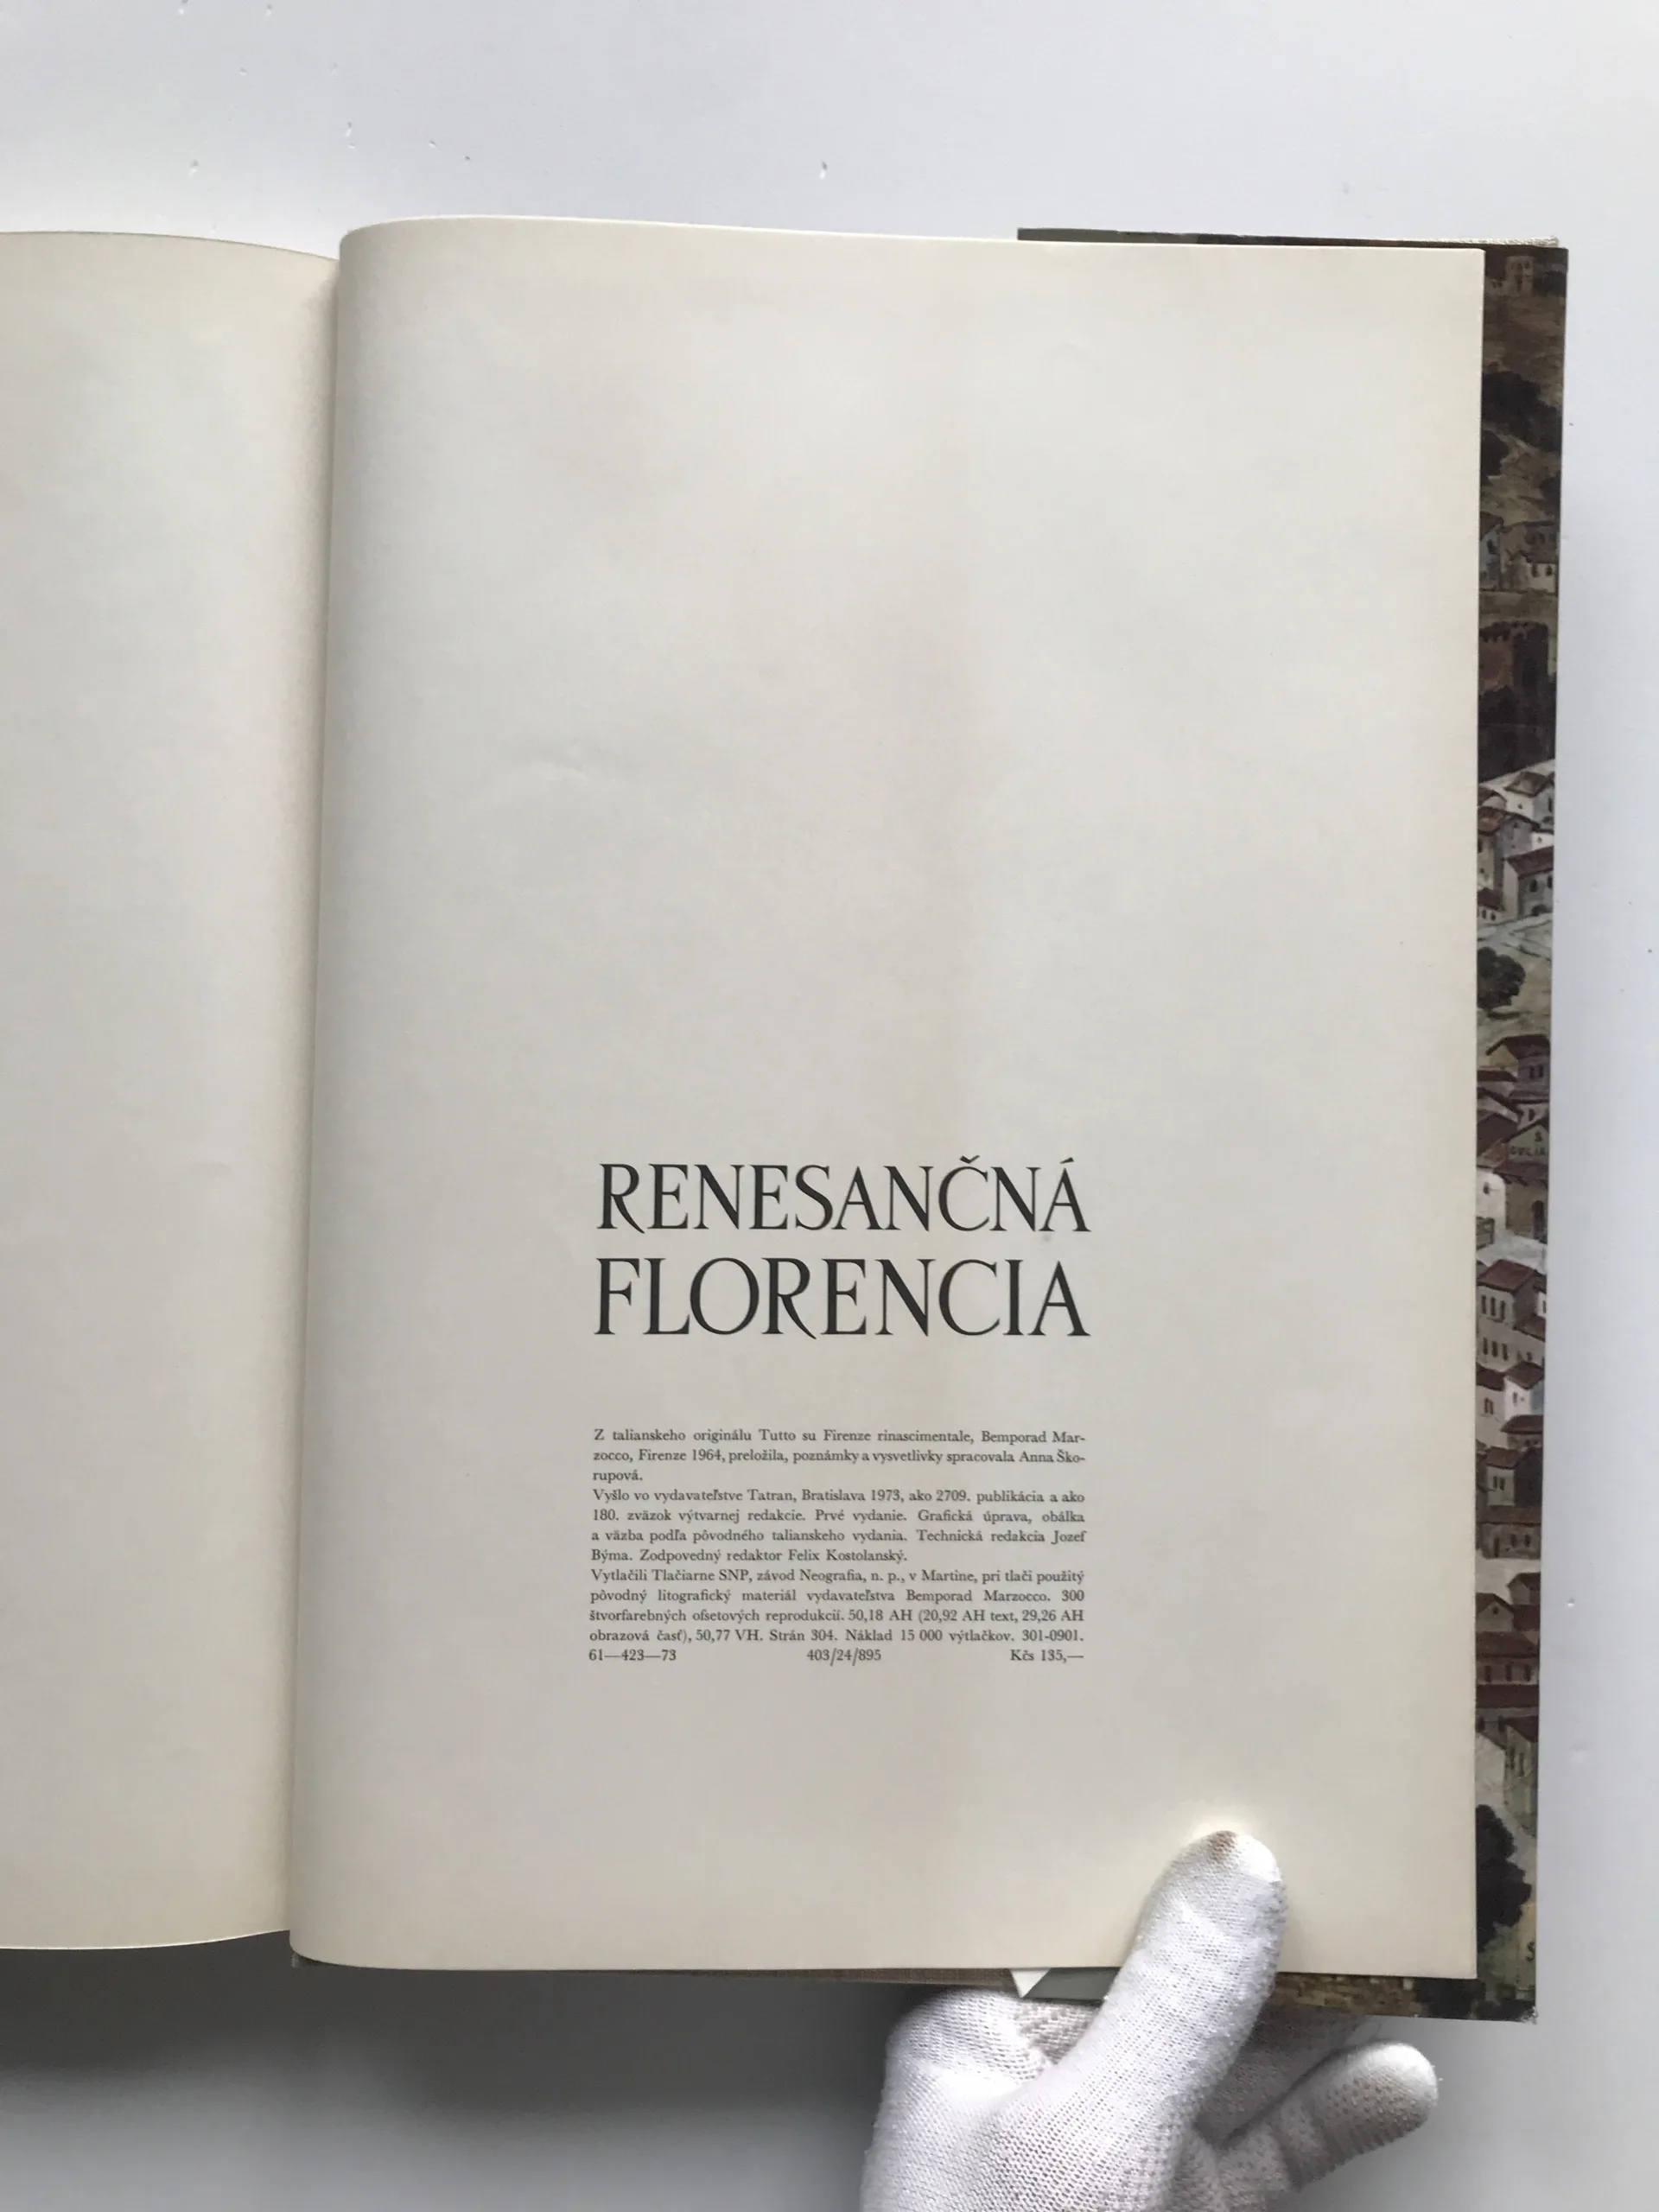 RENESANČNÁ
FLORENCIA
Z talianskeho originálu Tutto su Firenze rinascimentale, Bemporad Mar-
zocco, Firenze 1964, preložila, poznámky a vysvetlivky spracovala Anna Ško-
rupová.
Vyšlo vo vydavateľstve Tatran, Bratislava 1973, ako 2709. publikácia a ako
180. zväzok výtvarnej redakcie. Prvé vydanie. Grafická úprava, obálka
a väzba podľa pôvodného talianskeho vydania. Technická redakcia Jozef
Býma. Zodpovedný redaktor Felix Kostolanský.
Vytlačili Tlačiarne SNP, závod Neografia, n. p., v Martine, pri tlači použitý
pôvodný litografický materiál vydavateľstva Bemporad Marzocco. 300
štvorfarebných ofsetových reprodukcií. 50,18 AH (20,92 AH text, 29,26 AH
obrazová časť), 50,77 VH. Strán 304. Náklad 15 000 výtlačkov. 301-0901.
61—423—73 403/24/895 Kčs 135,—
S
GULIA
S